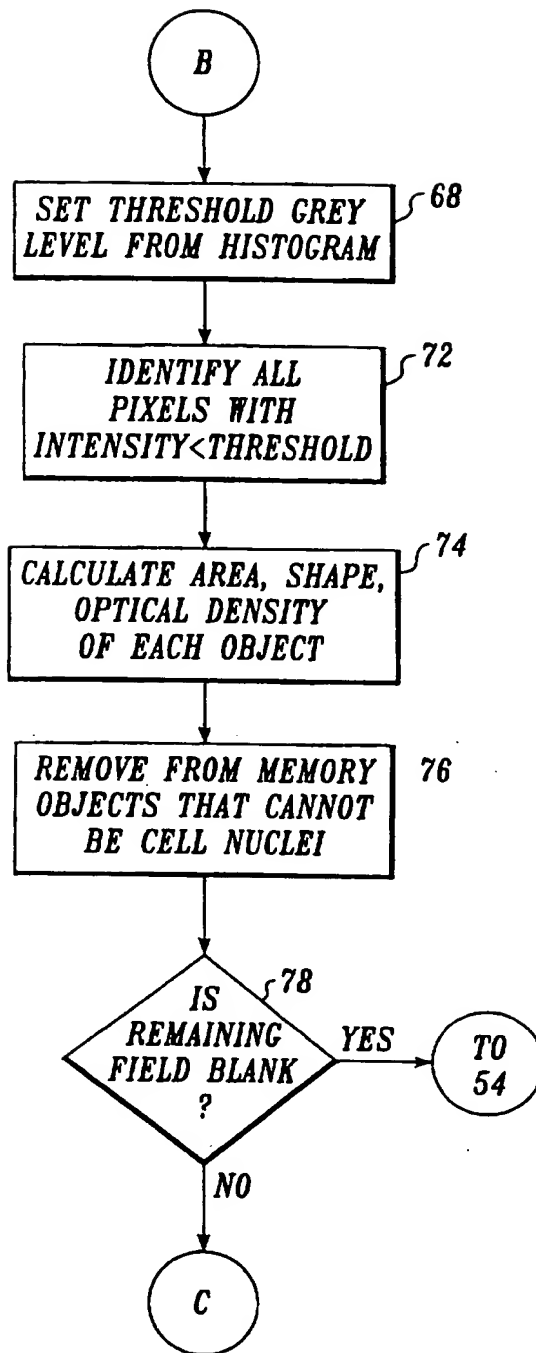 B
SET THRESHOLD GREY
LEVEL FROM HISTOGRAM
68
IDENTIFY ALL
PIXELS WITH
INTENSITY<THRESHOLD
72
CALCULATE AREA, SHAPE,
OPTICAL DENSITY
OF EACH OBJECT
74
REMOVE FROM MEMORY
OBJECTS THAT CANNOT
BE CELL NUCLEI
76
IS
REMAINING
FIELD BLANK
?
78
YES
TO
54
NO
C